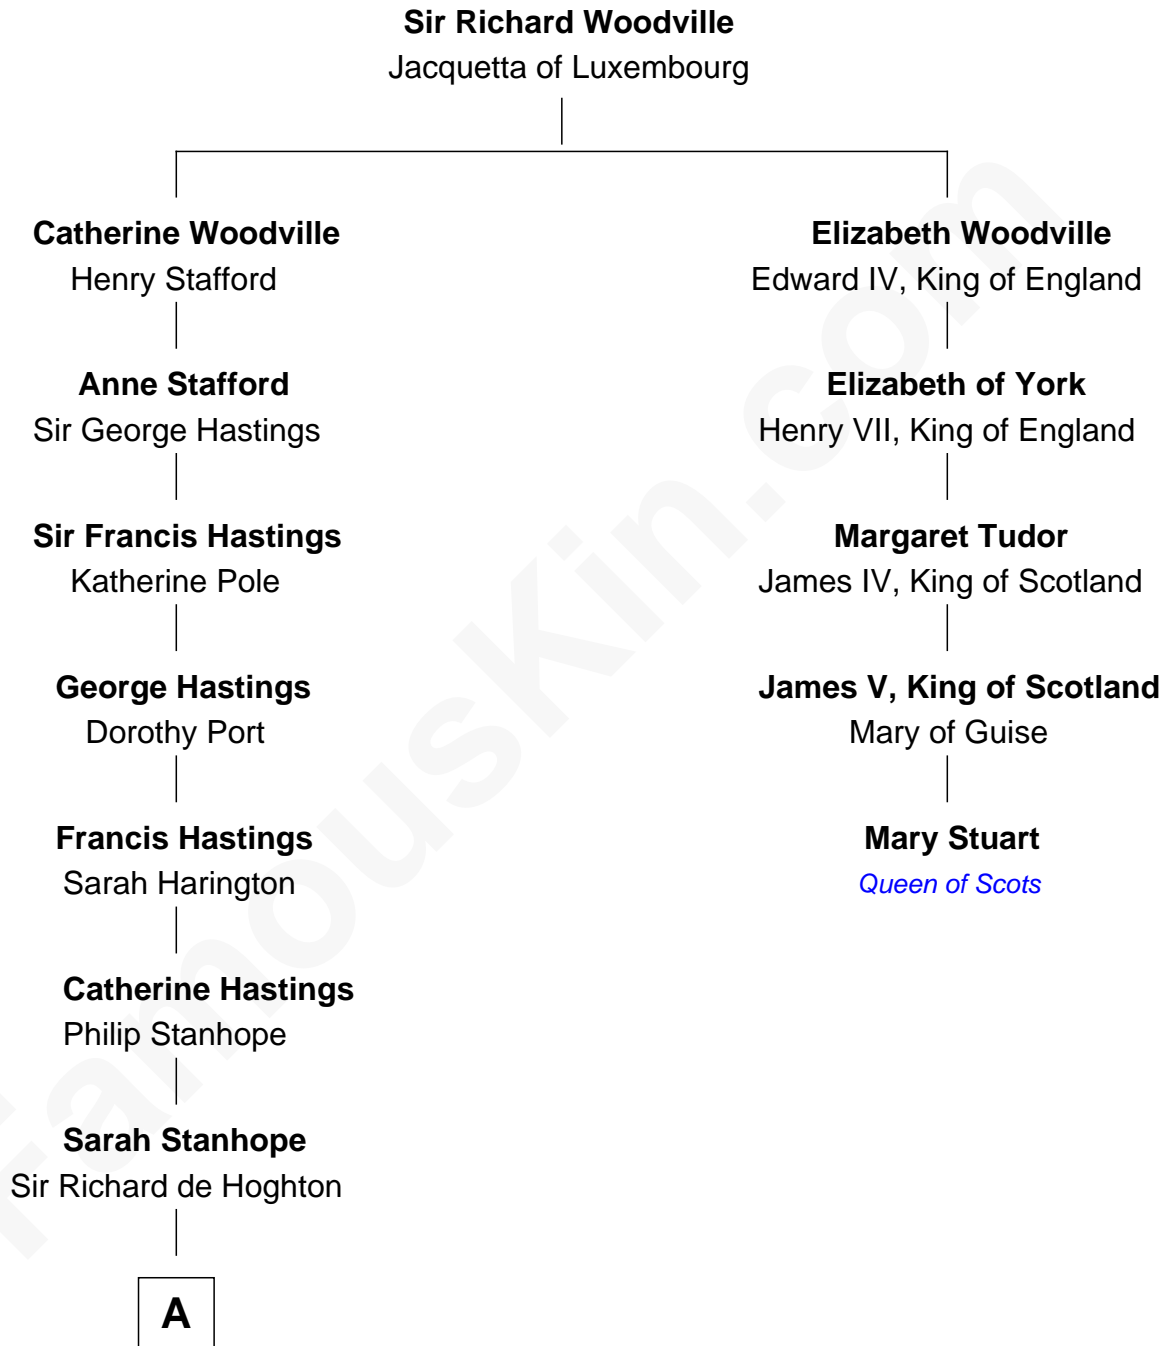 Sir Richard Woodville
Jacquetta of Luxembourg
Catherine Woodville
Henry Stafford
Elizabeth Woodville
Edward IV, King of England
Anne Stafford
Sir George Hastings
Elizabeth of York
Henry VII, King of England
Sir Francis Hastings
Katherine Pole
Margaret Tudor
James IV, King of Scotland
George Hastings
Dorothy Port
James V, King of Scotland
Mary of Guise
Francis Hastings
Sarah Harington
Mary Stuart
Queen of Scots
Catherine Hastings
Philip Stanhope
Sarah Stanhope
Sir Richard de Hoghton
A
FamousKin.com